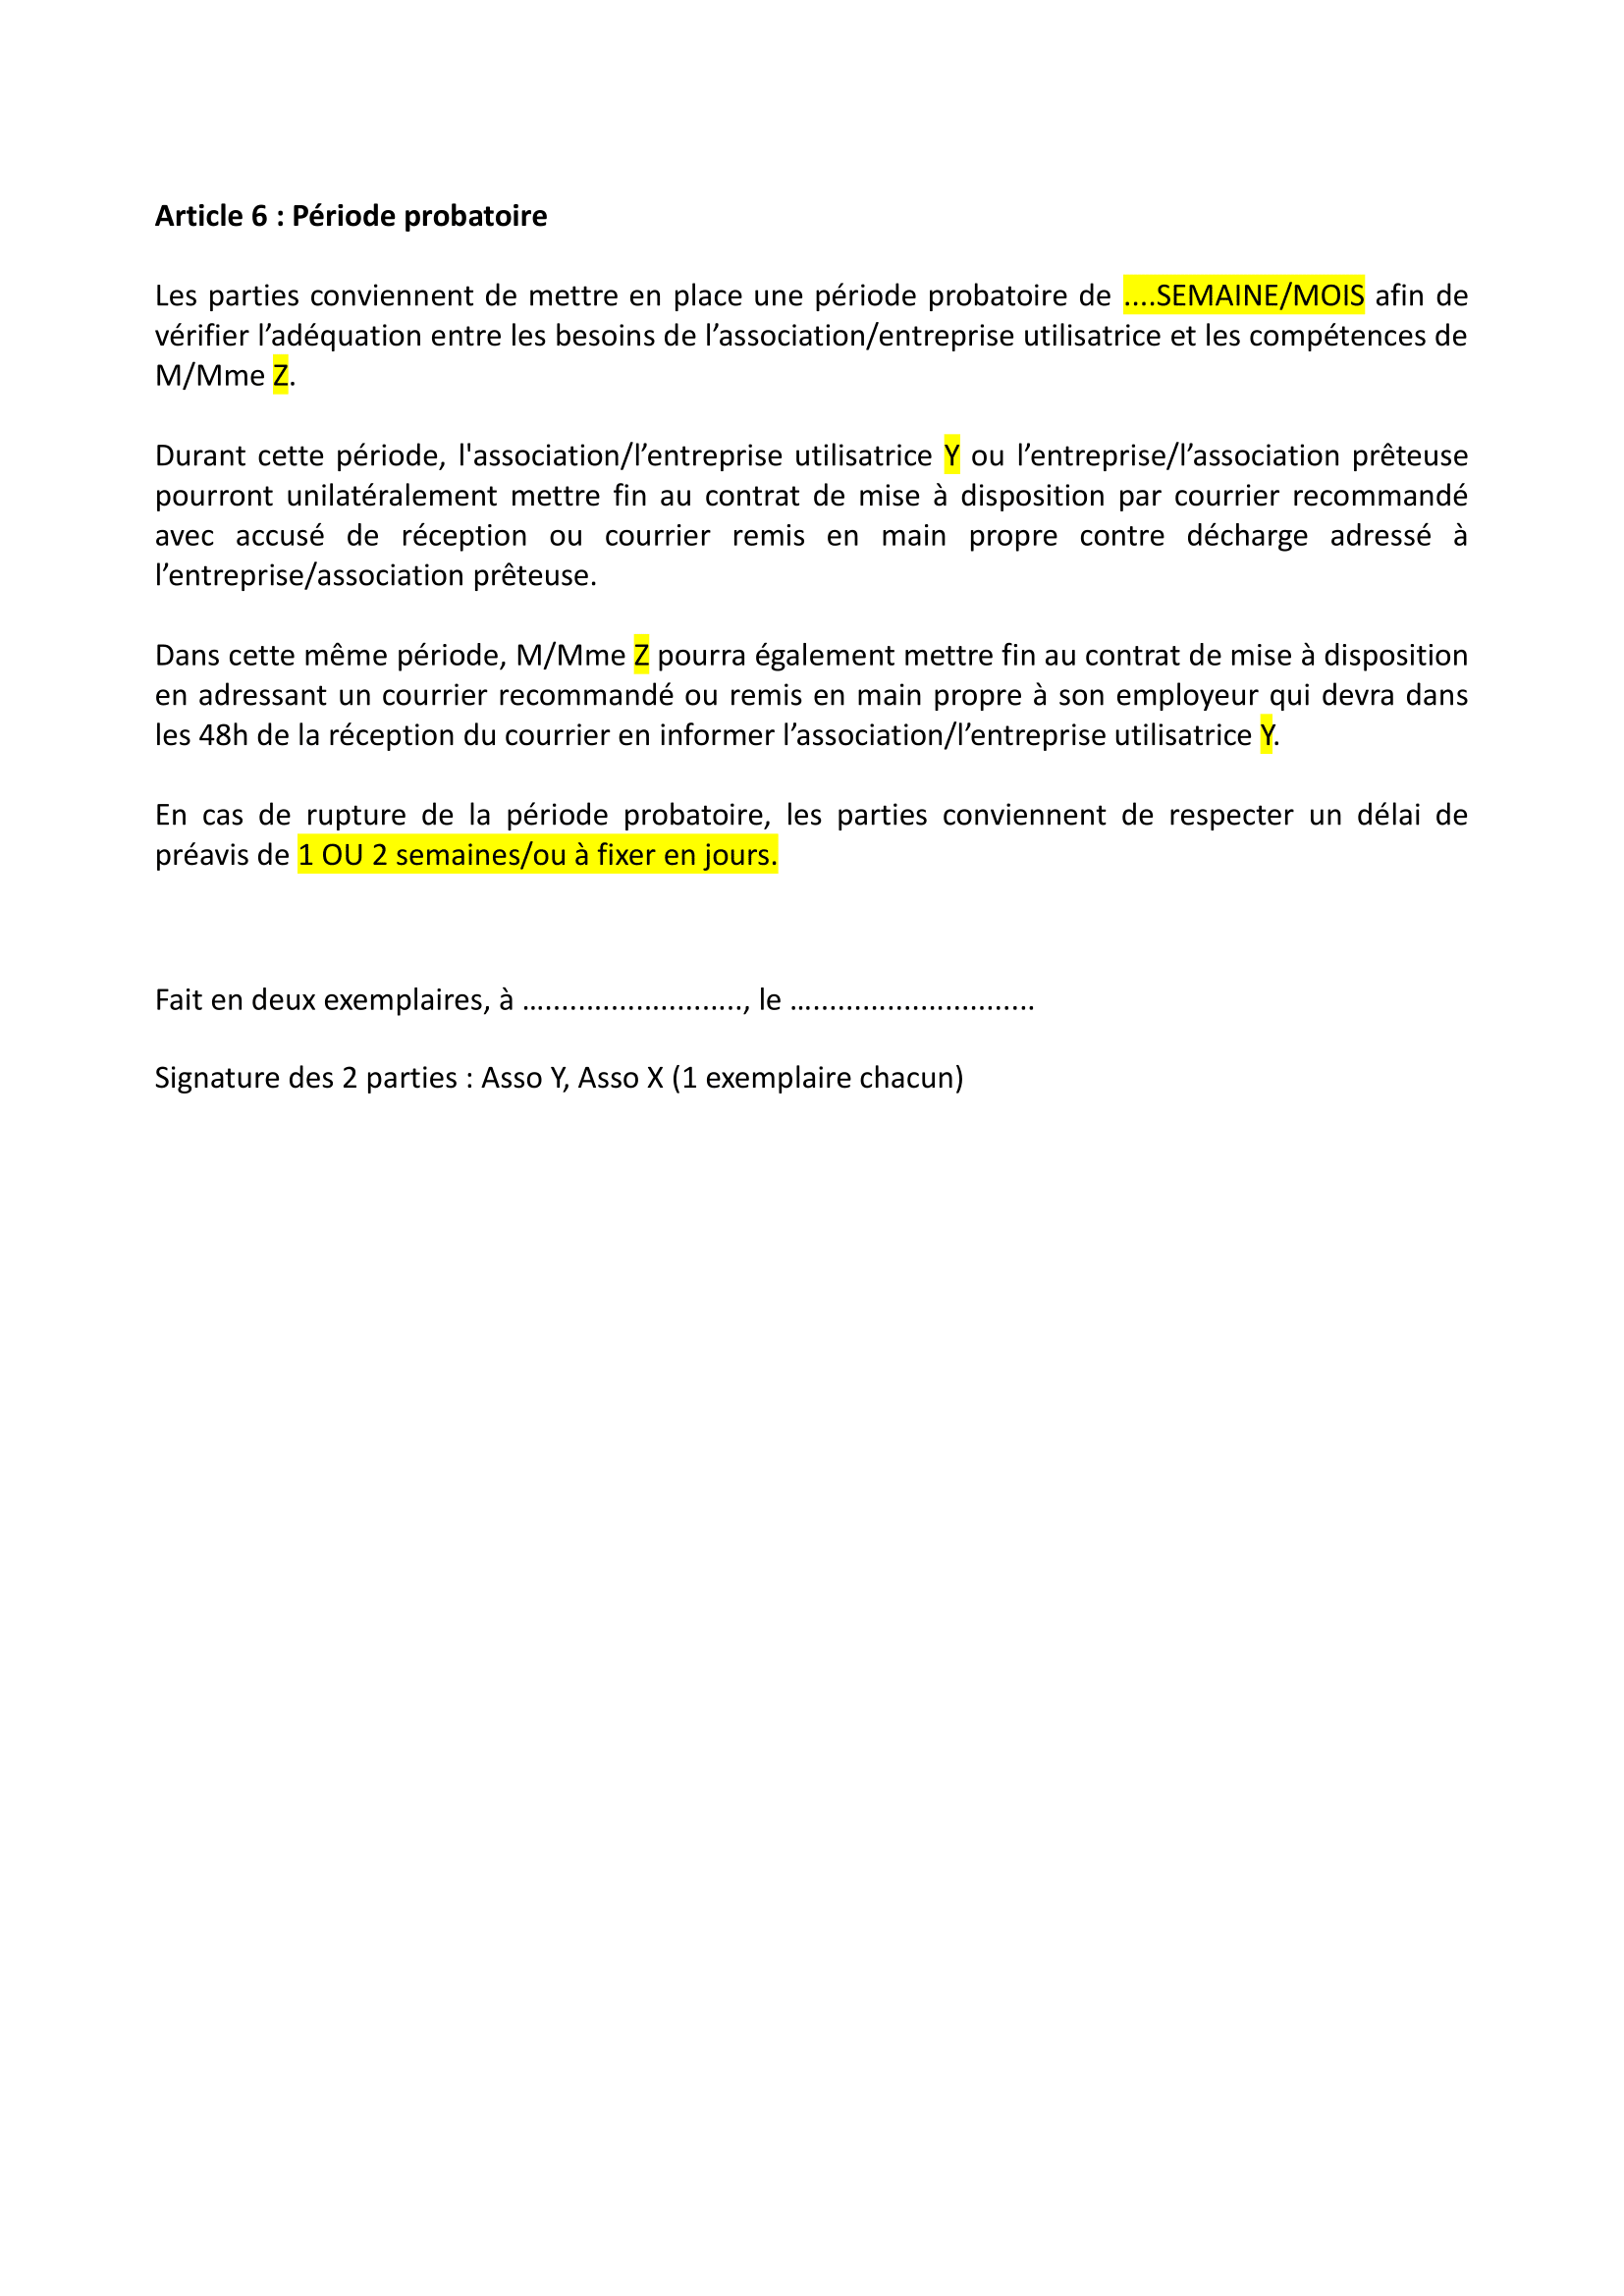 Article 6 : Période probatoire
Les parties conviennent de mettre en place une période probatoire de ....SEMAINE/MOIS afin de
vérifier l’adéquation entre les besoins de l’association/entreprise utilisatrice et les compétences de
M/Mme Z.
Durant cette période, l'association/l’entreprise utilisatrice Y ou l’entreprise/l’association prêteuse
pourront unilatéralement mettre fin au contrat de mise à disposition par courrier recommandé
avec accusé de réception ou courrier remis en main propre contre décharge adressé à
l’entreprise/association prêteuse.
Dans cette même période, M/Mme Z pourra également mettre fin au contrat de mise à disposition
en adressant un courrier recommandé ou remis en main propre à son employeur qui devra dans
les 48h de la réception du courrier en informer l’association/l’entreprise utilisatrice Y.
En cas de rupture de la période probatoire, les parties conviennent de respecter un délai de
préavis de 1 OU 2 semaines/ou à fixer en jours.
Fait en deux exemplaires, à …........................, le …...........................
Signature des 2 parties : Asso Y, Asso X (1 exemplaire chacun)